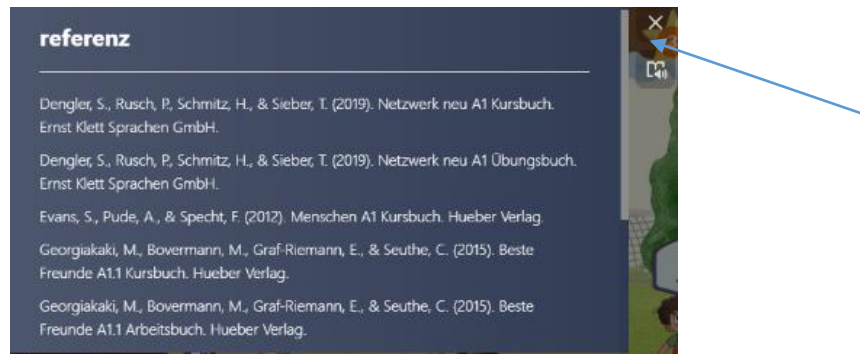 referenz
Dengler, S., Rusch, P., Schmitz, H., & Sieber, T. (2019). Netzwerk neu A1 Kursbuch.
Ernst Klett Sprachen GmbH.
Dengler, S., Rusch, P., Schmitz, H., & Sieber, T. (2019). Netzwerk neu A1 Übungsbuch.
Ernst Klett Sprachen GmbH.
Evans, S., Pude, A., & Specht, F. (2012). Menschen A1 Kursbuch. Hueber Verlag.
Georgiakaki, M., Bovermann, M., Graf-Riemann, E., & Seuthe, C. (2015). Beste
Freunde A1.1 Kursbuch. Hueber Verlag.
Georgiakaki, M., Bovermann, M., Graf-Riemann, E., & Seuthe, C. (2015). Beste
Freunde A1.1 Arbeitsbuch. Hueber Verlag.